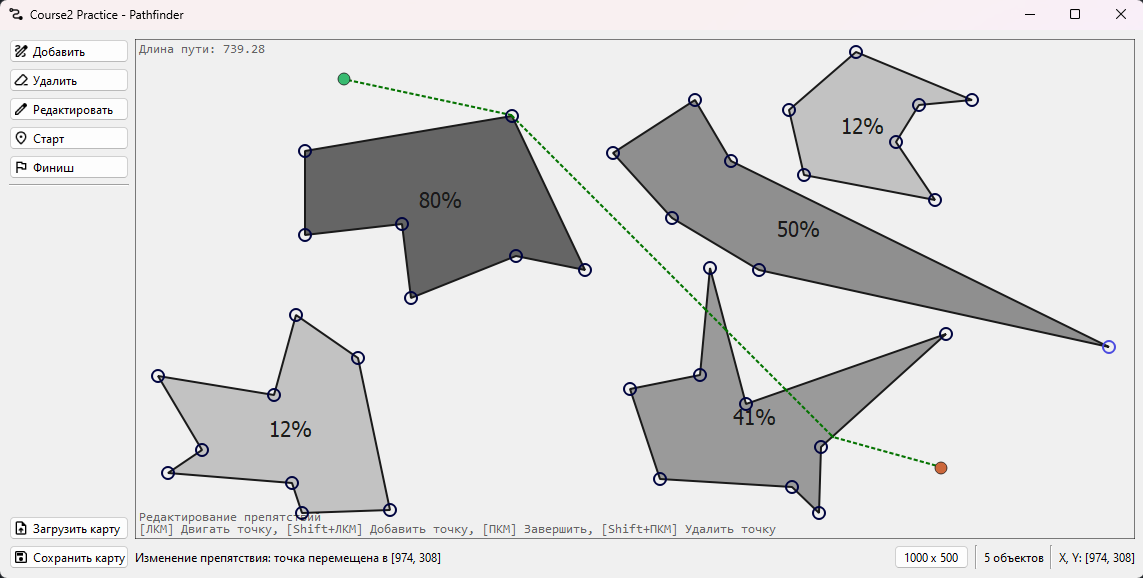 Course2 Practice - Pathfinder
Добавить
Удалить
Редактировать
Старт
Финиш
Длина пути: 739.28
12%
80%
50%
12%
41%
Редактирование препятствий
[ЛКМ] Двигать точку, [Shift+ЛКМ] Добавить точку, [ПКМ] Завершить, [Shift+ПКМ] Удалить точку
Загрузить карту
Сохранить карту
Изменение препятствия: точка перемещена в [974, 308]
1000 x 500
5 объектов
X, Y: [974, 308]